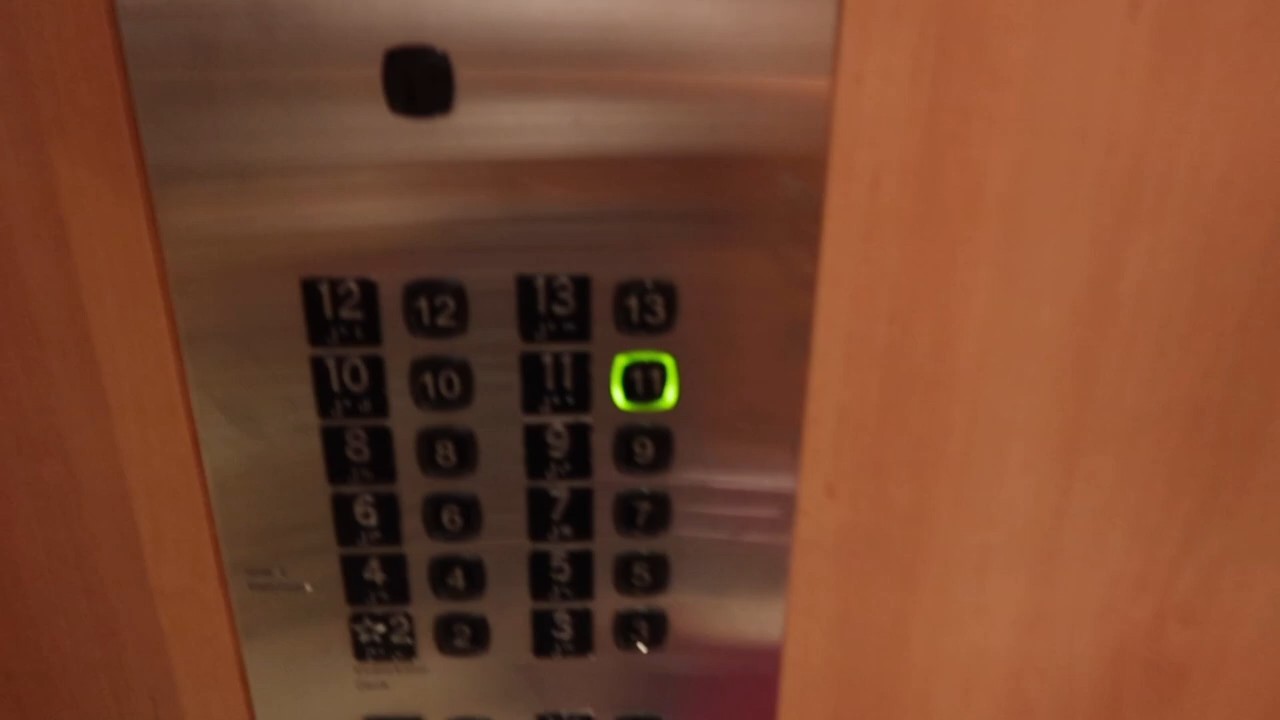 12 12 13 13
10 10 11 11
8 8 9 9
6 6 7 7
4 4 5 5
☆2 2 3 3